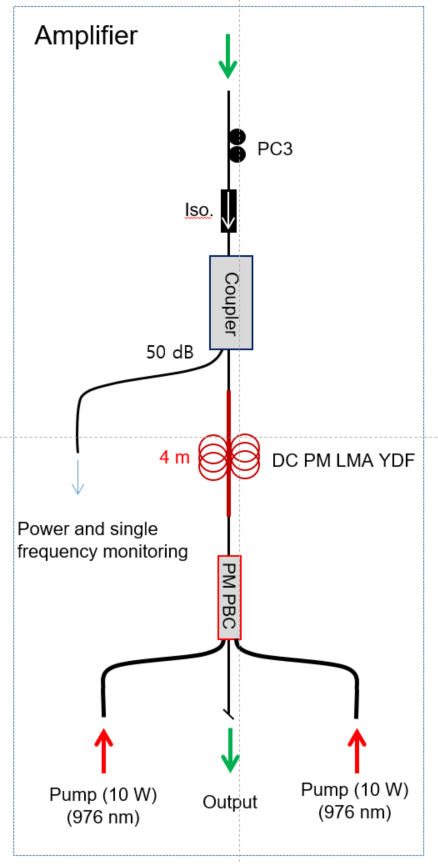 Amplifier
PC3
Iso.
Coupler
50 dB
4 m
DC PM LMA YDF
Power and single
frequency monitoring
PM PBC
Pump (10 W)
(976 nm)
Output
Pump (10 W)
(976 nm)